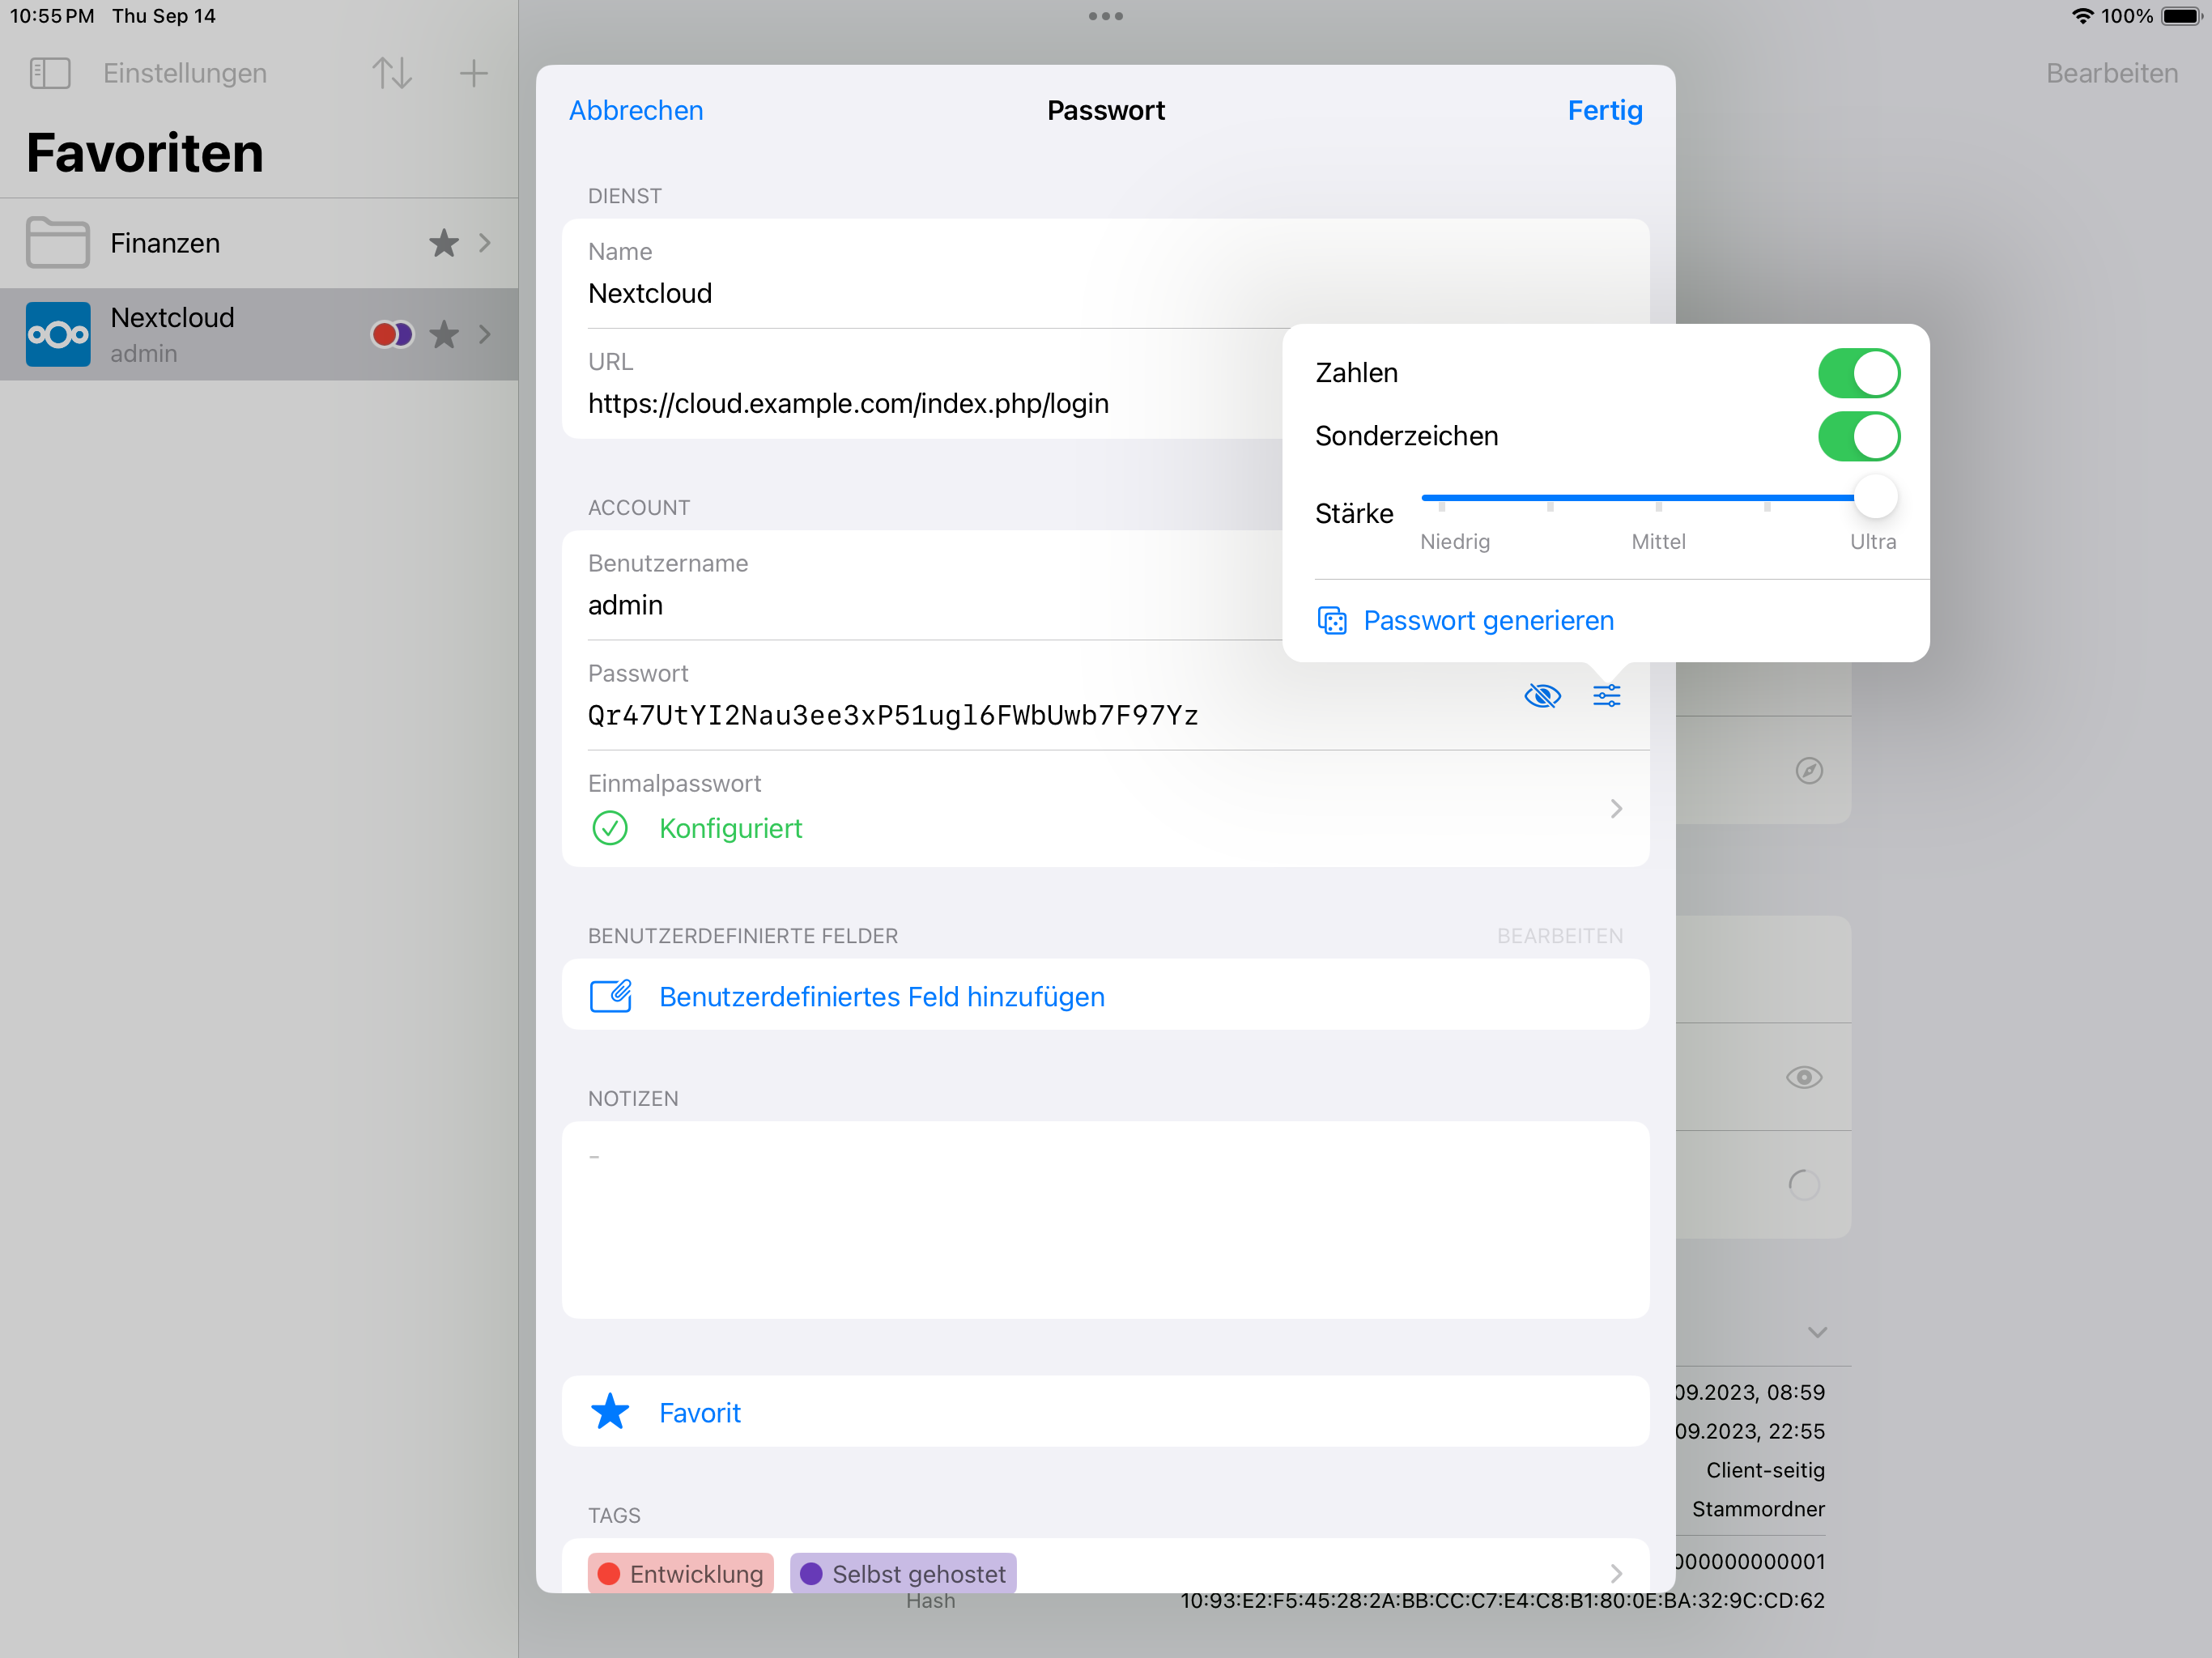 10:55 PM Thu Sep 14
100%
Einstellungen
Bearbeiten
Favoriten
Finanzen
Nextcloud
admin
Abbrechen
Passwort
Fertig
DIENST
Name
Nextcloud
URL
https://cloud.example.com/index.php/login
ACCOUNT
Benutzername
admin
Passwort
Qr47UtYI2Nau3ee3xP51ugl6FWbUwb7F97Yz
Einmalpasswort
Konfiguriert
Zahlen
Sonderzeichen
Stärke
Niedrig Mittel Ultra
Passwort generieren
BENUTZERDEFINIERTE FELDER
BEARBEITEN
Benutzerdefiniertes Feld hinzufügen
NOTIZEN
-
Favorit
TAGS
Entwicklung Selbst gehostet
09.2023, 08:59
09.2023, 22:55
Client-seitig
Stammordner
000000000001
Hash 10:93:E2:F5:45:28:2A:BB:CC:C7:E4:C8:B1:80:0E:BA:32:9C:CD:62